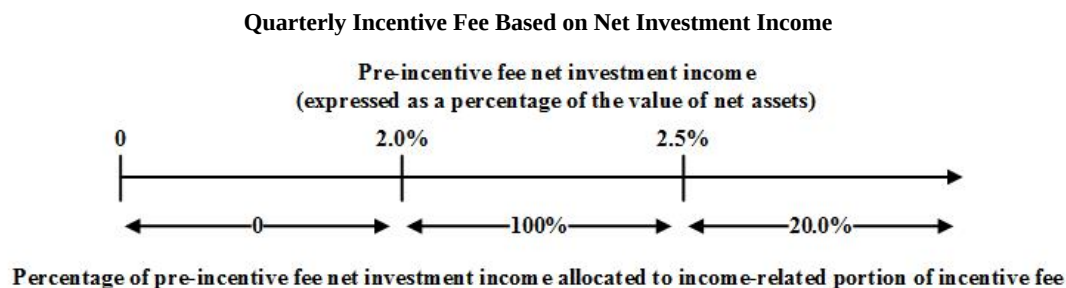 Quarterly Incentive Fee Based on Net Investment Income
Pre-incentive fee net investment income
(expressed as a percentage of the value of net assets)
0 2.0% 2.5%
0 100% 20.0%
Percentage of pre-incentive fee net investment income allocated to income-related portion of incentive fee